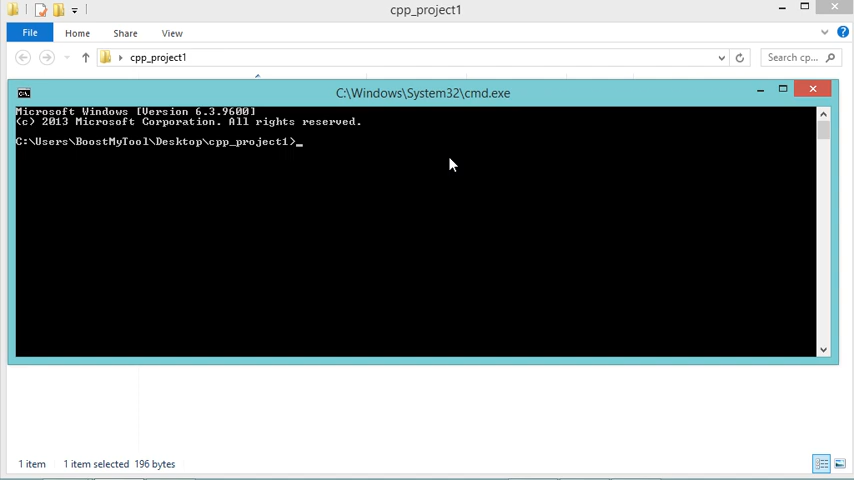 cpp_project1
File Home Share View
cpp_project1
Search cp...
C:\Windows\System32\cmd.exe
Microsoft Windows [Version 6.3.9600]
(c) 2013 Microsoft Corporation. All rights reserved.
C:\Users\BoostMyTool\Desktop\cpp_project1>_
1 item 1 item selected 196 bytes